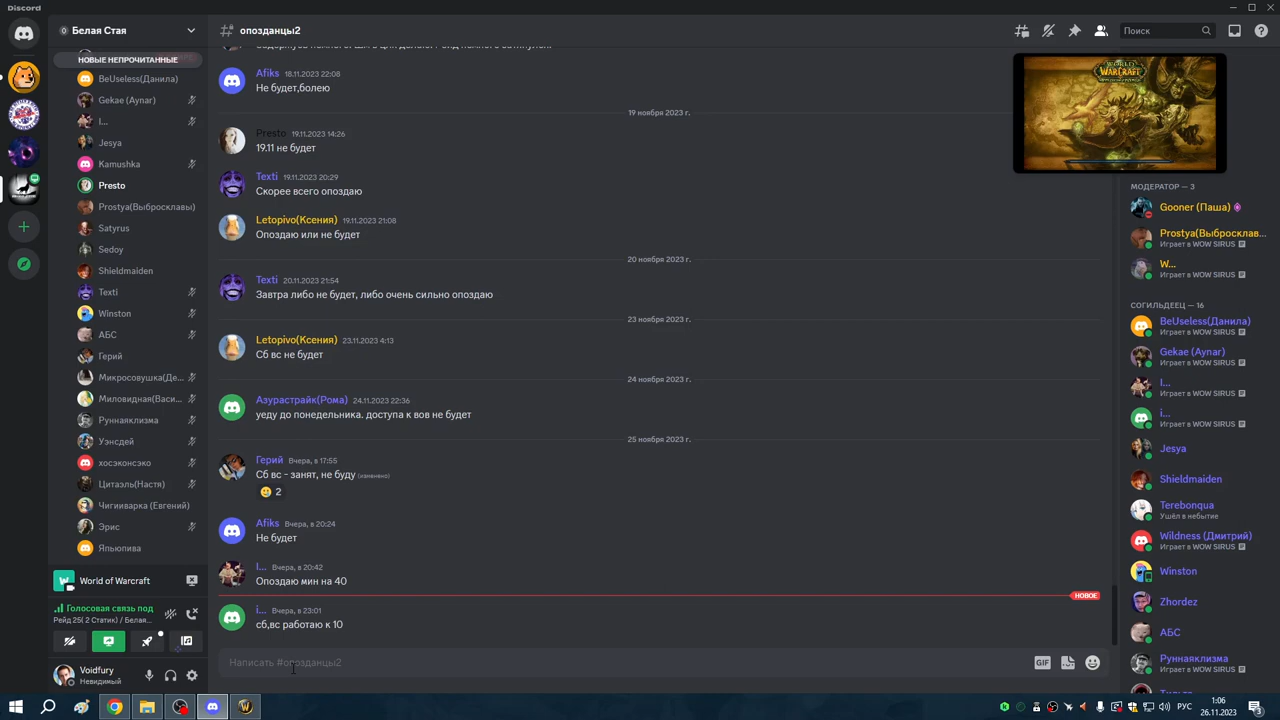 Discord
Белая Стая
опозданцы2
Поиск
НОВЫЕ НЕПРОЧИТАННЫЕ
BeUseless(Данила)
Gekae (Аупаг)
I...
Jesya
Kamushka
Presto
Prostya(Выбросклавы)
Satyrus
Sedoy
Shieldmaiden
Texti
Winston
АБС
Герий
Микросовушка(Де...
Миловидная(Васи...
Руннаяклизма
Уэнсдей
хосэконсэко
Цитаэль(Настя)
Чигииварка (Евгений)
Эрис
Япьюпива
World of Warcraft
Голосовая связь под
Рейд 25( 2 Статик) / Белая...
Voidfury
Невидимый
Afiks 18.11.2023 22:08
Не будет,болею
19 ноября 2023 г.
Presto 19.11.2023 14:26
19.11 не будет
Texti 19.11.2023 20:29
Скорее всего опоздаю
Letopivo(Ксения) 19.11.2023 21:08
Опоздаю или не будет
20 ноября 2023 г.
Texti 20.11.2023 21:54
Завтра либо не будет, либо очень сильно опоздаю
23 ноября 2023 г.
Letopivo(Ксения) 23.11.2023 4:13
Сб вс не будет
24 ноября 2023 г.
Азурастрайк(Рома) 24.11.2023 22:36
уеду до понедельника. доступа к вов не будет
25 ноября 2023 г.
Герий Вчера, в 17:55
Сб вс - занят, не буду (изменено)
2
Afiks Вчера, в 20:24
Не будет
I... Вчера, в 20:42
Опоздаю мин на 40
НОВОЕ
i... Вчера, в 23:01
сб,вс работаю к 10
Написать #опозданцы2
GIF
WORLD OF WARCRAFT
МОДЕРАТОР — 3
Gooner (Паша)
Prostya(Выбросклав...
Играет в WOW SIRUS
W...
Играет в WOW SIRUS
СОГИЛЬДЕЕЦ — 16
BeUseless(Данила)
Играет в WOW SIRUS
Gekae (Аупаг)
Играет в WOW SIRUS
I...
Играет в WOW SIRUS
i...
Играет в WOW SIRUS
Jesya
Shieldmaiden
Terebonqua
Ушёл в небытие
Wildness (Дмитрий)
Играет в WOW SIRUS
Winston
Zhordez
АБС
Руннаяклизма
Играет в WOW SIRUS
РУС
1:06
26.11.2023
3